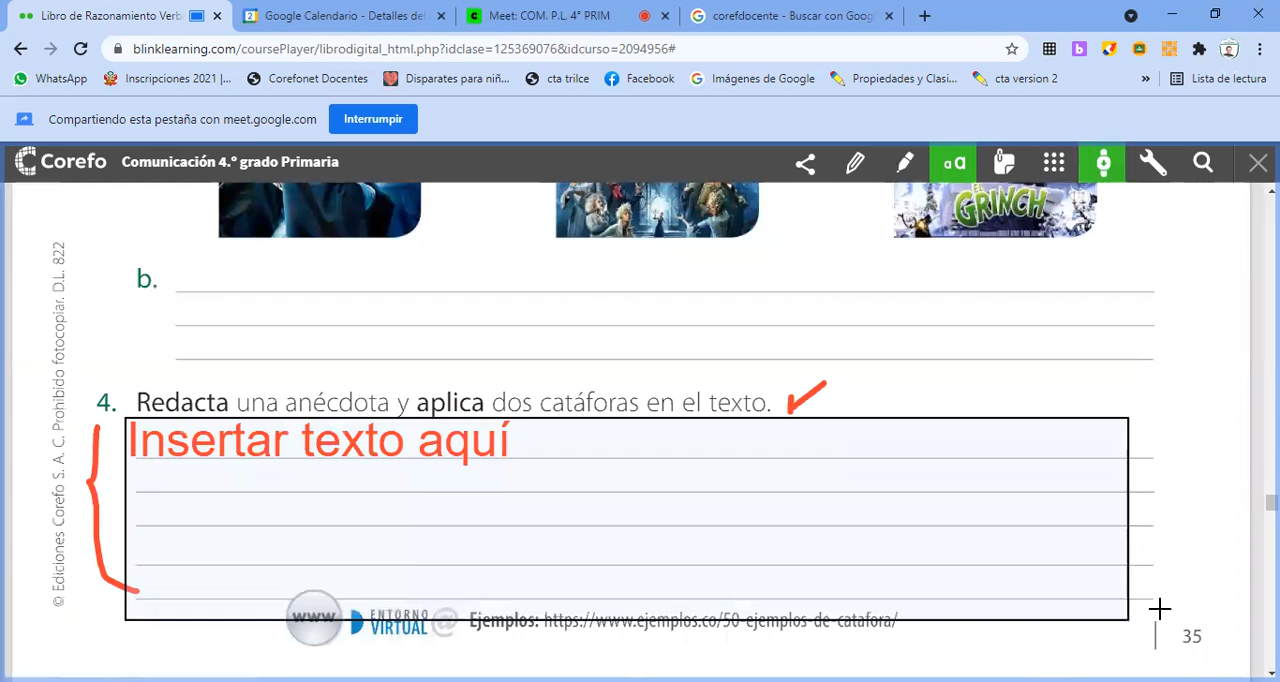 Libro de Razonamiento Verb
Google Calendario - Detalles del
Meet: COM. P.L. 4° PRIM
corefdocente - Buscar con Goog
blinklearning.com/coursePlayer/librodigital_html.php?idclase=125369076&idcurso=2094956#
WhatsApp
Inscripciones 2021 |...
Corefonet Docentes
Disparates para niñ...
cta trilce
Facebook
Imágenes de Google
Propiedades y Clasi...
cta version 2
»
Lista de lectura
Compartiendo esta pestaña con meet.google.com
Interrumpir
Corefo
Comunicación 4.° grado Primaria
aA
EL GRINCH
© Ediciones Corefo S. A. C. Prohibido fotocopiar. D.L. 822
b.
4. Redacta una anécdota y aplica dos catáforas en el texto.
Insertar texto aquí
www ENTORNO VIRTUAL @ Ejemplos: https://www.ejemplos.co/50-ejemplos-de-catafora/
35